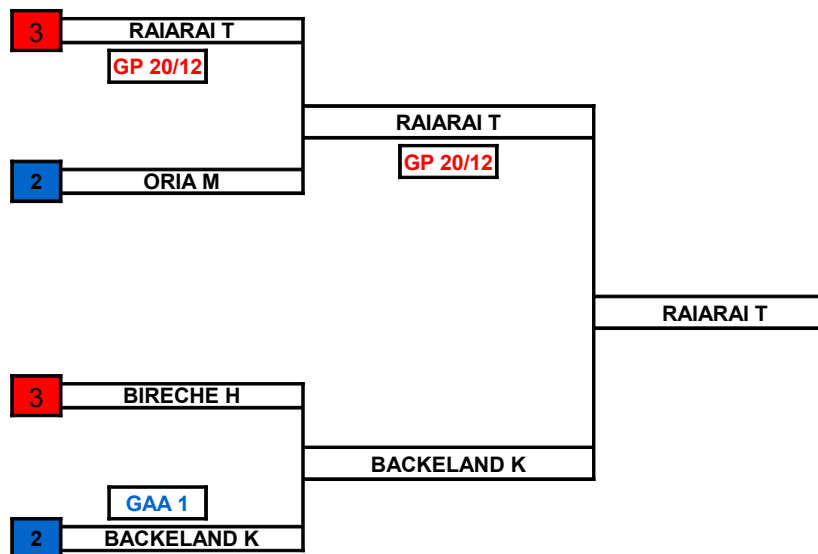 3 RAIARAI T
GP 20/12
RAIARAI T
GP 20/12
2 ORIA M
RAIARAI T
3 BIRECHE H
BACKELAND K
GAA 1
2 BACKELAND K